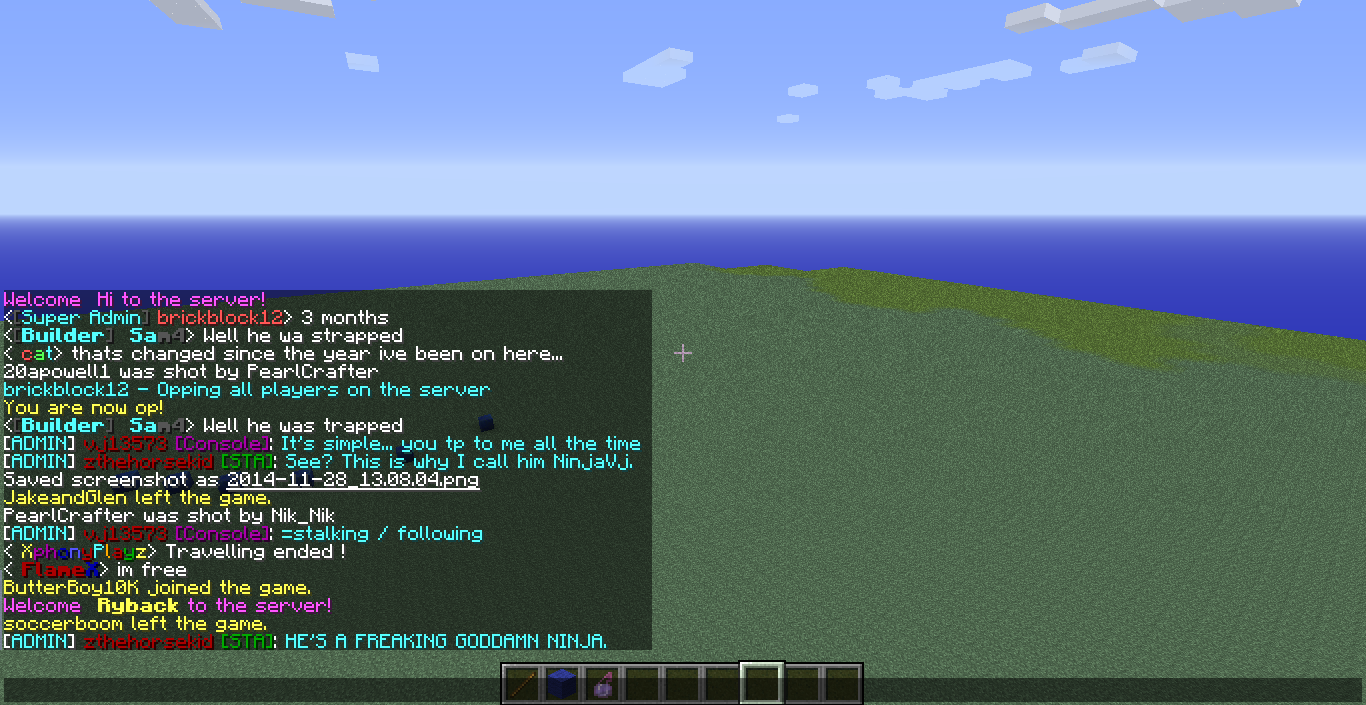 Welcome  Hi to the server!
<[Super Admin] brickblock12> 3 months
<[Builder]  Sam4> Well he wa strapped
< cat> thats changed since the year ive been on here...
20apowell1 was shot by PearlCrafter
brickblock12 - Opping all players on the server
You are now op!
<[Builder]  Sam4> Well he was trapped
[ADMIN] vj13573 [Console]: It's simple... you tp to me all the time
[ADMIN] zthehorsekid [STA]: See? This is why I call him NinjaVj.
Saved screenshot as 2014-11-28_13.08.04.png
JakeandGlen left the game.
PearlCrafter was shot by Nik_Nik
[ADMIN] vj13573 [Console]: =stalking / following
< XphonyPlayz> Travelling ended !
< FlameX> im free
ButterBoy10K joined the game.
Welcome  Ryback to the server!
soccerboom left the game.
[ADMIN] zthehorsekid [STA]: HE'S A FREAKING GODDAMN NINJA.